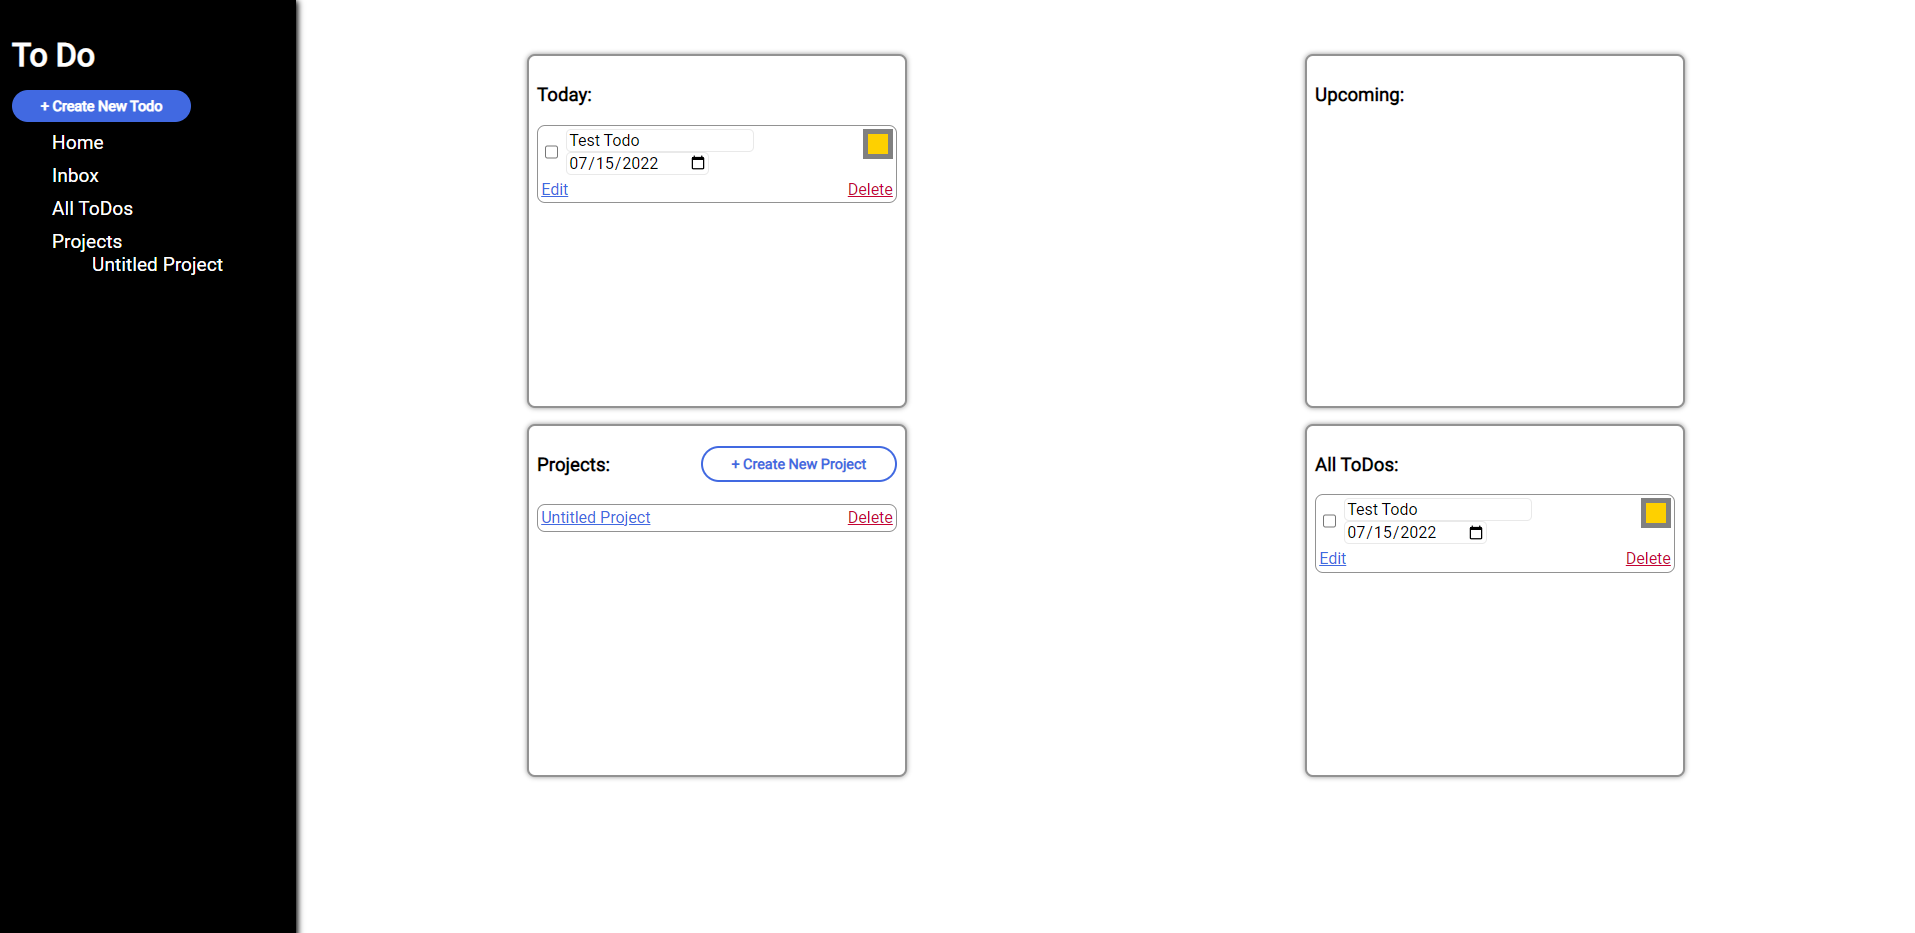 To Do
+ Create New Todo
Home
Inbox
All ToDos
Projects
Untitled Project
Today:
Test Todo
07/15/2022
Edit Delete
Upcoming:
Projects: + Create New Project
Untitled Project Delete
All ToDos:
Test Todo
07/15/2022
Edit Delete